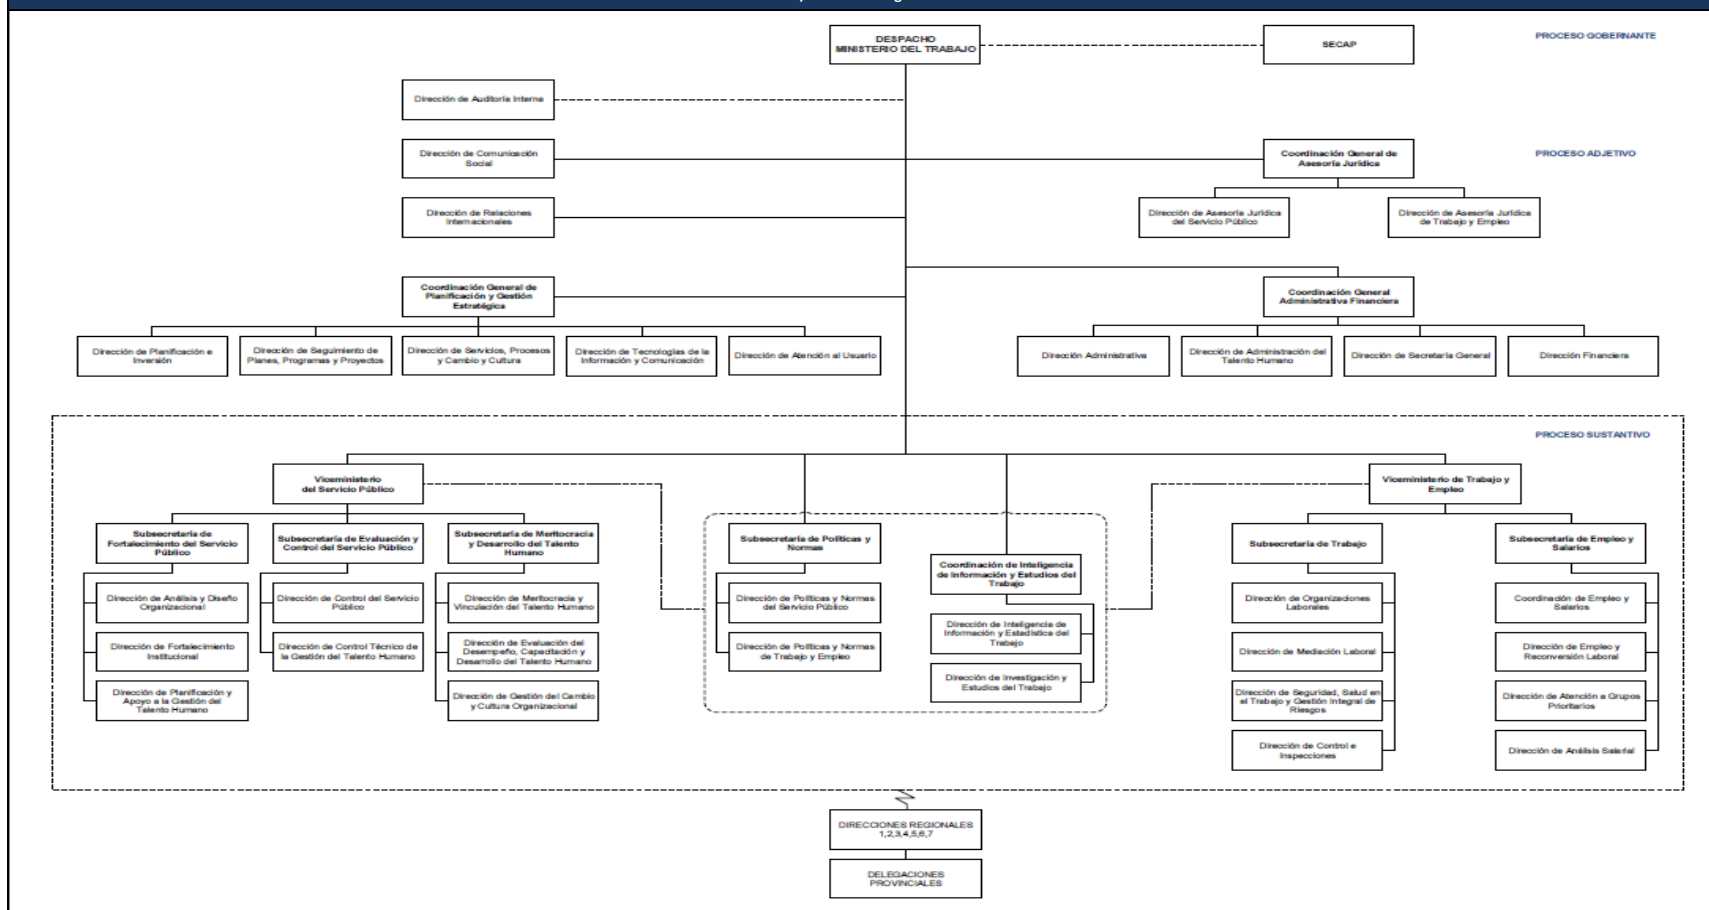 DESPACHO
MINISTERIO DEL TRABAJO
SECAP
PROCESO GOBERNANTE
Dirección de Auditoría Interna
Dirección de Comunicación
Social
Coordinación General de
Asesoría Jurídica
PROCESO ADJETIVO
Dirección de Relaciones
Internacionales
Dirección de Asesoría Jurídica
del Servicio Público
Dirección de Asesoría Jurídica
de Trabajo y Empleo
Coordinación General de
Planificación y Gestión
Estratégica
Coordinación General
Administrativa Financiera
Dirección de Planificación e
Inversión
Dirección de Seguimiento de
Planes, Programas y Proyectos
Dirección de Servicios, Procesos
y Cambio y Cultura
Dirección de Tecnologías de la
Información y Comunicación
Dirección de Atención al Usuario
Dirección Administrativa
Dirección de Administración del
Talento Humano
Dirección de Secretaría General
Dirección Financiera
PROCESO SUSTANTIVO
Viceministerio
del Servicio Público
Viceministerio de Trabajo y
Empleo
Subsecretaría de
Fortalecimiento del Servicio
Público
Subsecretaría de Evaluación y
Control del Servicio Público
Subsecretaría de Meritocracia
y Desarrollo del Talento
Humano
Subsecretaría de Políticas y
Normas
Coordinación de Inteligencia
de Información y Estudios del
Trabajo
Subsecretaría de Trabajo
Subsecretaría de Empleo y
Salarios
Dirección de Análisis y Diseño
Organizacional
Dirección de Control del Servicio
Público
Dirección de Meritocracia y
Vinculación del Talento Humano
Dirección de Políticas y Normas
del Servicio Público
Dirección de Inteligencia de
Información y Estadística del
Trabajo
Dirección de Organizaciones
Laborales
Coordinación de Empleo y
Salarios
Dirección de Fortalecimiento
Institucional
Dirección de Control Técnico de
la Gestión del Talento Humano
Dirección de Evaluación del
Desempeño, Capacitación y
Desarrollo del Talento Humano
Dirección de Políticas y Normas
de Trabajo y Empleo
Dirección de Investigación y
Estudios del Trabajo
Dirección de Mediación Laboral
Dirección de Empleo y
Reconversión Laboral
Dirección de Planificación y
Apoyo a la Gestión del
Talento Humano
Dirección de Gestión del Cambio
y Cultura Organizacional
Dirección de Seguridad, Salud en
el Trabajo y Gestión Integral de
Riesgos
Dirección de Atención a Grupos
Prioritarios
Dirección de Control e
Inspecciones
Dirección de Análisis Salarial
DIRECCIONES REGIONALES
1,2,3,4,5,6,7
DELEGACIONES
PROVINCIALES